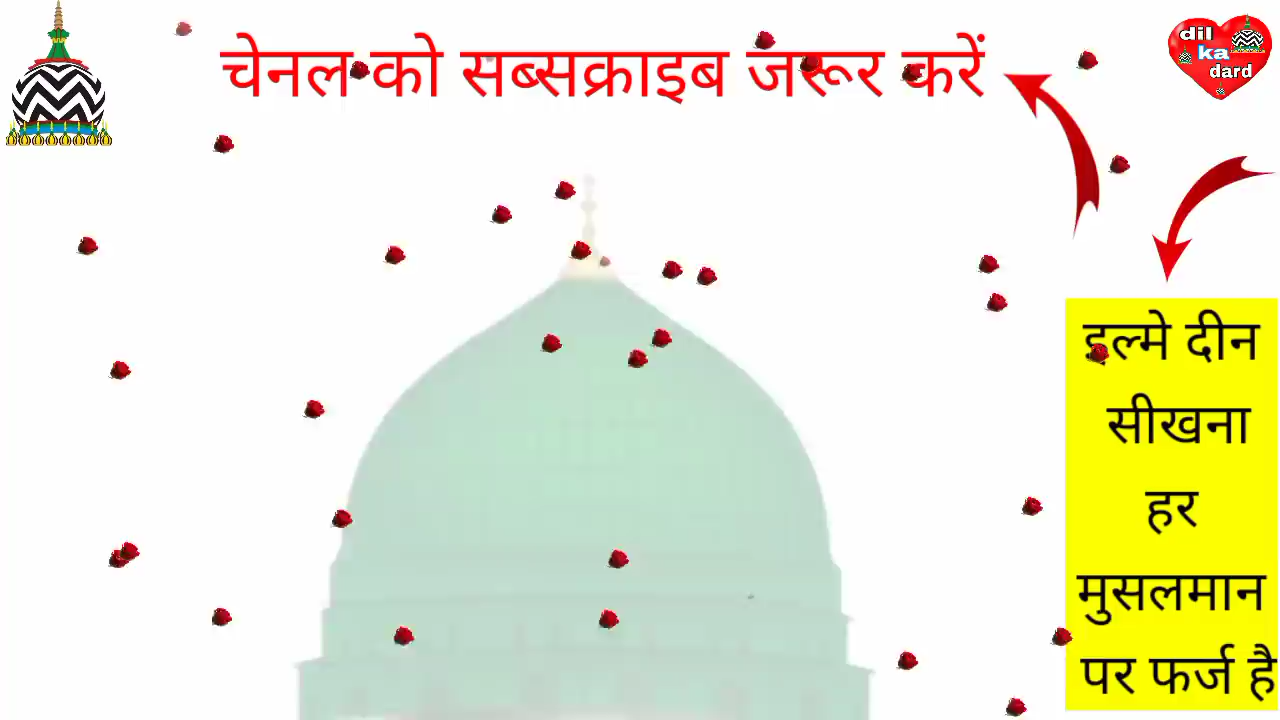 चेनल को सब्सक्राइब जरूर करें
dil
ka
dard
इल्मे दीन
सीखना
हर
मुसलमान
पर फर्ज है